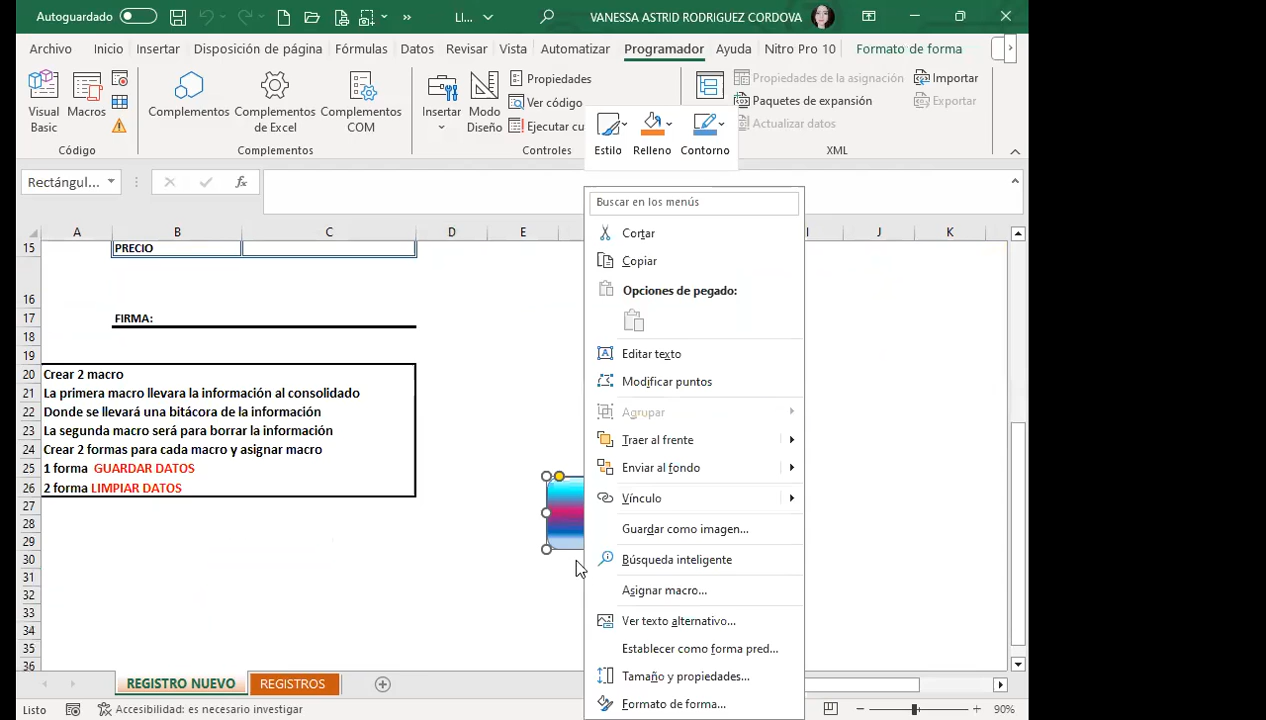 Autoguardado
LI...
VANESSA ASTRID RODRIGUEZ CORDOVA
Archivo Inicio Insertar Disposición de página Fórmulas Datos Revisar Vista Automatizar Programador Ayuda Nitro Pro 10 Formato de forma
Visual Basic
Macros
Código
Complementos
Complementos de Excel
Complementos COM
Complementos
Insertar
Modo Diseño
Propiedades
Ver código
Ejecutar cu
Controles
Propiedades de la asignación
Paquetes de expansión
Actualizar datos
Importar
Exportar
XML
Estilo Relleno Contorno
Rectángul...
fx
A B C D E I J K
15 PRECIO
16
17 FIRMA:
18
19
20 Crear 2 macro
21 La primera macro llevara la información al consolidado
22 Donde se llevará una bitácora de la información
23 La segunda macro será para borrar la información
24 Crear 2 formas para cada macro y asignar macro
25 1 forma GUARDAR DATOS
26 2 forma LIMPIAR DATOS
27
28
29
30
31
32
33
34
35
36
Buscar en los menús
Cortar
Copiar
Opciones de pegado:
Editar texto
Modificar puntos
Agrupar
Traer al frente
Enviar al fondo
Vínculo
Guardar como imagen...
Búsqueda inteligente
Asignar macro...
Ver texto alternativo...
Establecer como forma pred...
Tamaño y propiedades...
Formato de forma...
REGISTRO NUEVO REGISTROS
Listo
Accesibilidad: es necesario investigar
90%